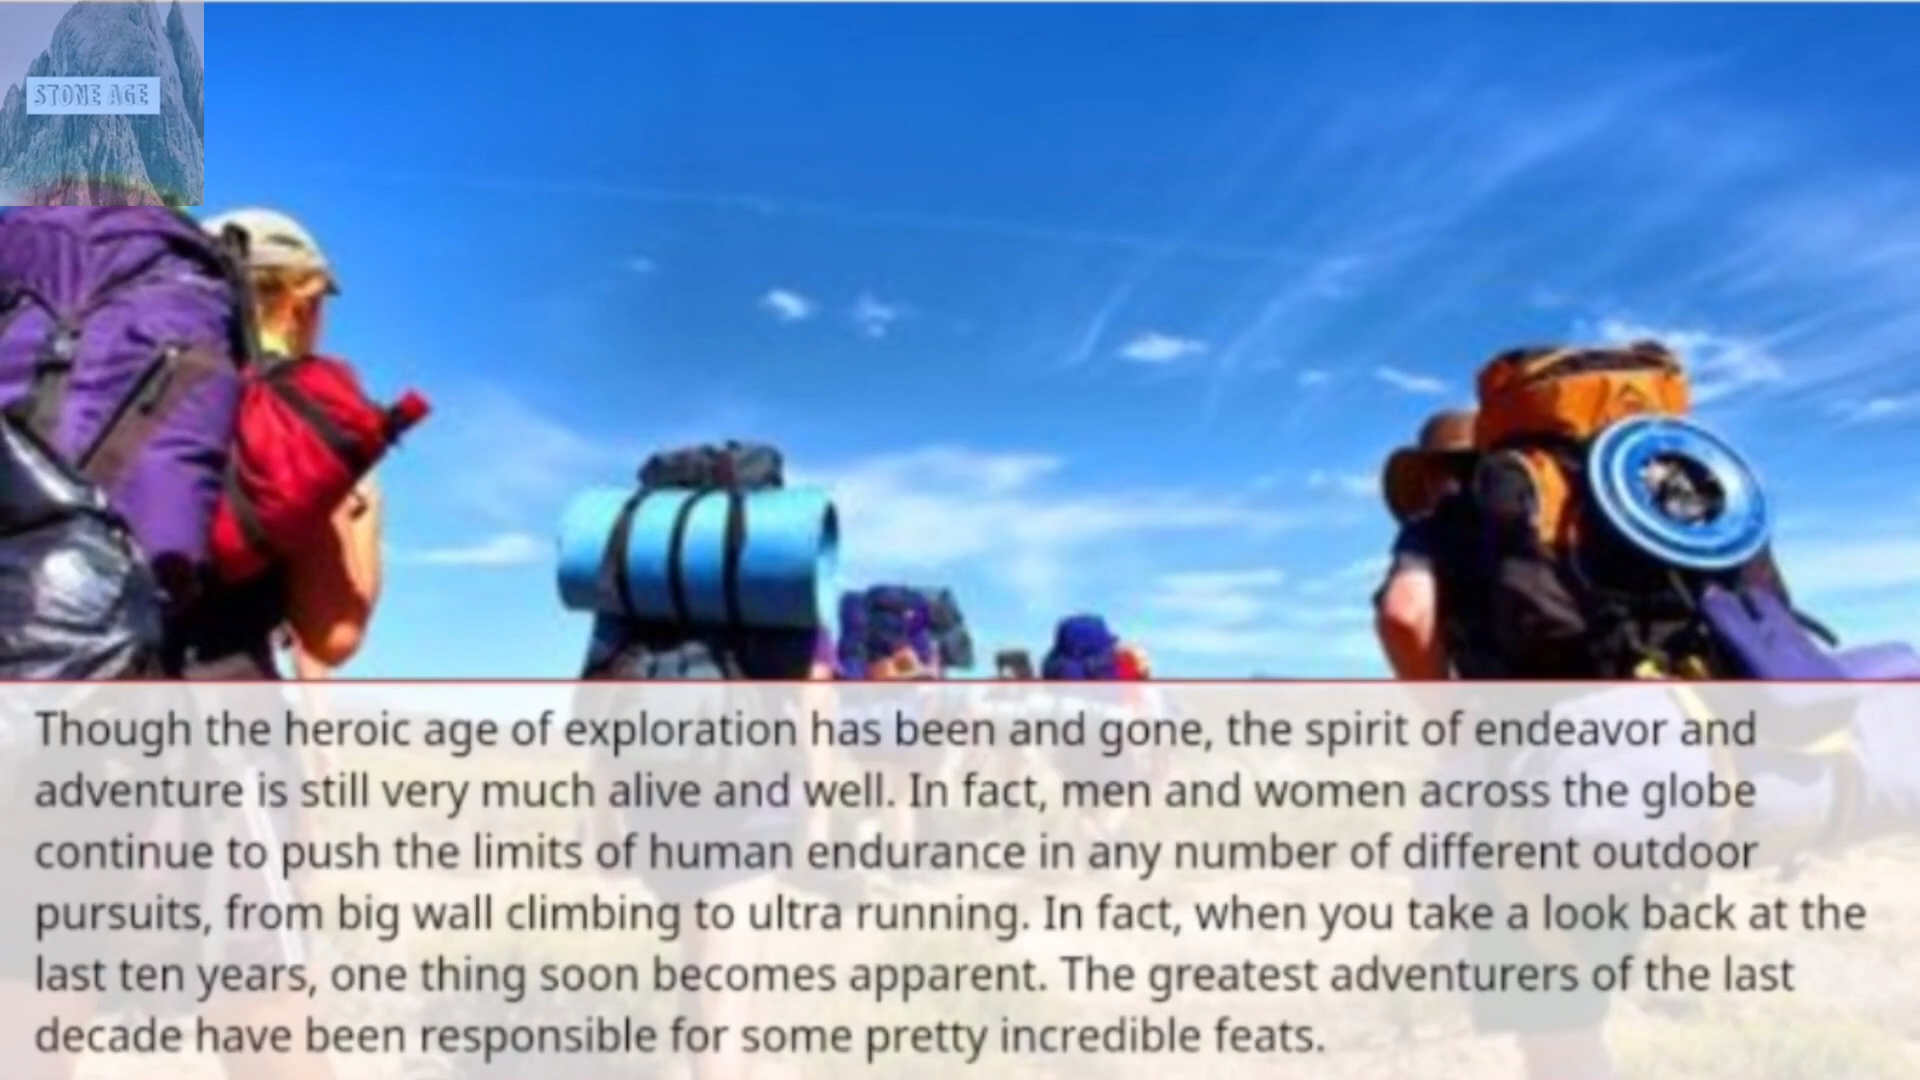 STONE AGE
Though the heroic age of exploration has been and gone, the spirit of endeavor and
adventure is still very much alive and well. In fact, men and women across the globe
continue to push the limits of human endurance in any number of different outdoor
pursuits, from big wall climbing to ultra running. In fact, when you take a look back at the
last ten years, one thing soon becomes apparent. The greatest adventurers of the last
decade have been responsible for some pretty incredible feats.